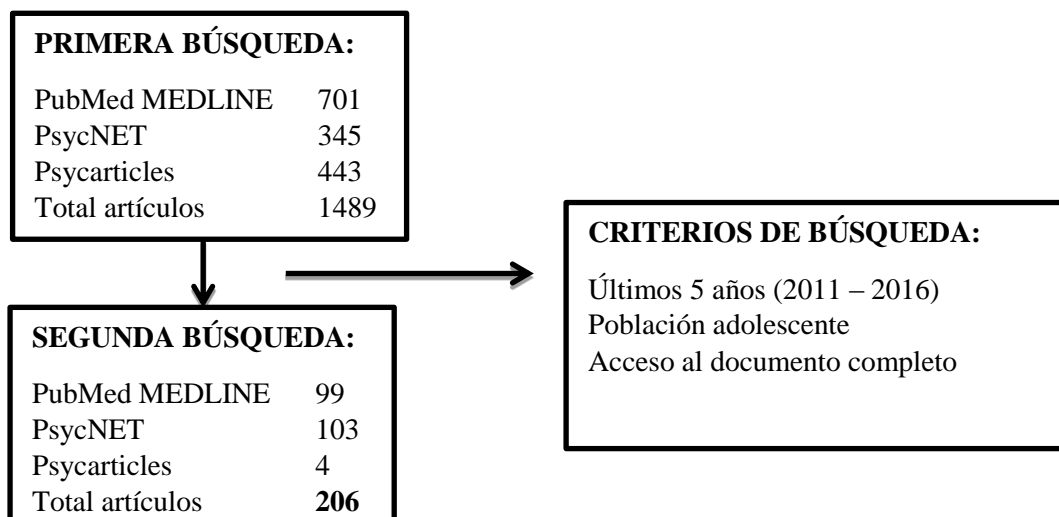 PRIMERA BÚSQUEDA:
PubMed MEDLINE 701
PsycNET 345
Psycarticles 443
Total artículos 1489
CRITERIOS DE BÚSQUEDA:
Últimos 5 años (2011 – 2016)
Población adolescente
Acceso al documento completo
SEGUNDA BÚSQUEDA:
PubMed MEDLINE 99
PsycNET 103
Psycarticles 4
Total artículos 206